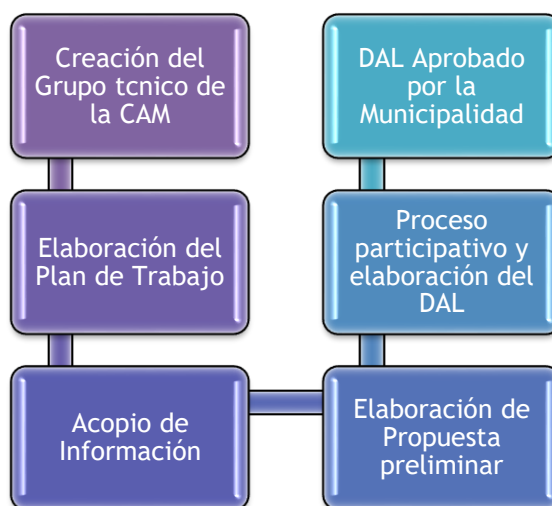 Creación del
Grupo tcnico de
la CAM
Elaboración del
Plan de Trabajo
Acopio de
Información
Elaboración de
Propuesta
preliminar
Proceso
participativo y
elaboración del
DAL
DAL Aprobado
por la
Municipalidad